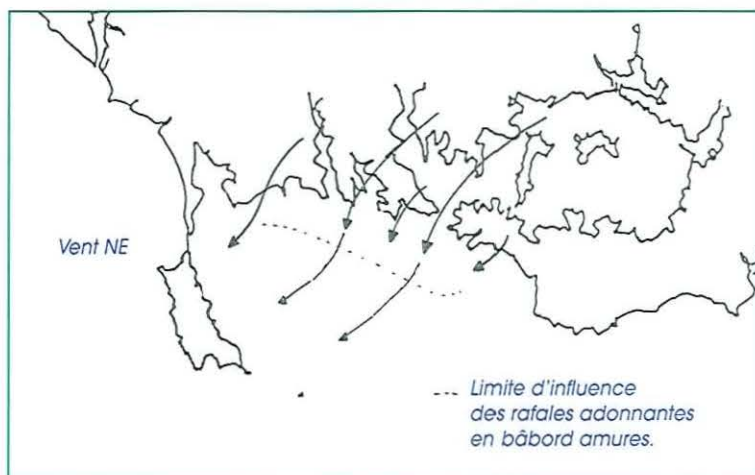 Vent NE
Limite d'influence
des rafales adonnantes
en bâbord amures.